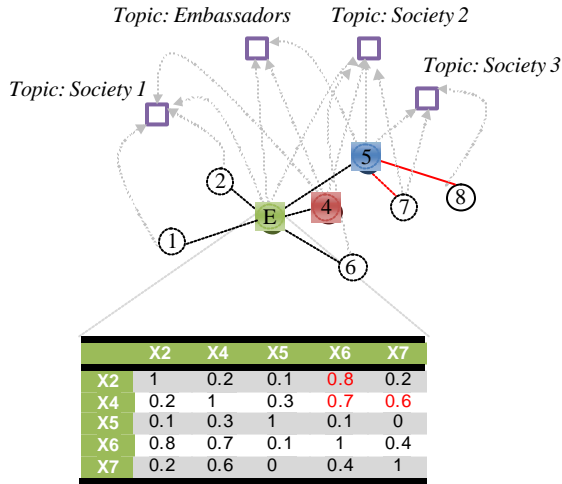 Topic: Embassadors
Topic: Society 2
Topic: Society 1
Topic: Society 3
5
2
8
4
7
E
1
6
X2 X4 X5 X6 X7
X2 1 0.2 0.1 0.8 0.2
X4 0.2 1 0.3 0.7 0.6
X5 0.1 0.3 1 0.1 0
X6 0.8 0.7 0.1 1 0.4
X7 0.2 0.6 0 0.4 1